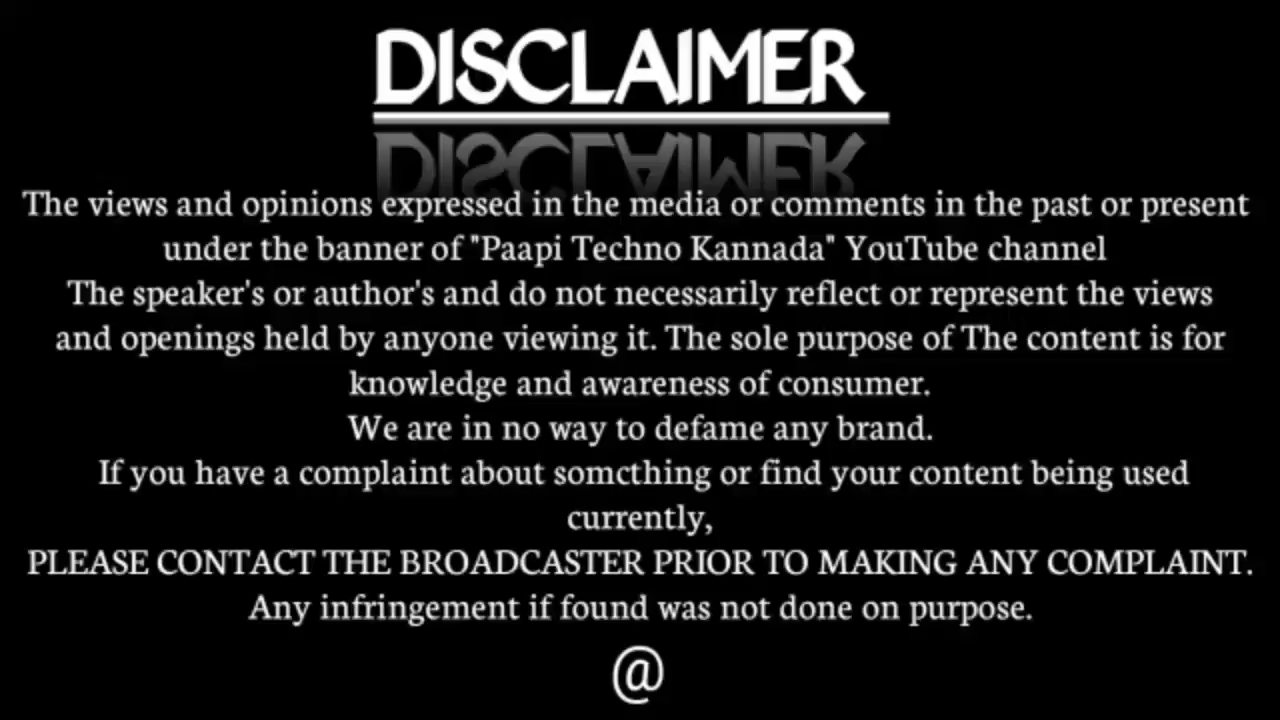 DISCLAIMER
The views and opinions expressed in the media or comments in the past or present
under the banner of "Paapi Techno Kannada" YouTube channel
The speaker's or author's and do not necessarily reflect or represent the views
and openings held by anyone viewing it. The sole purpose of The content is for
knowledge and awareness of consumer.
We are in no way to defame any brand.
If you have a complaint about somcthing or find your content being used
currently,
PLEASE CONTACT THE BROADCASTER PRIOR TO MAKING ANY COMPLAINT.
Any infringement if found was not done on purpose.
@